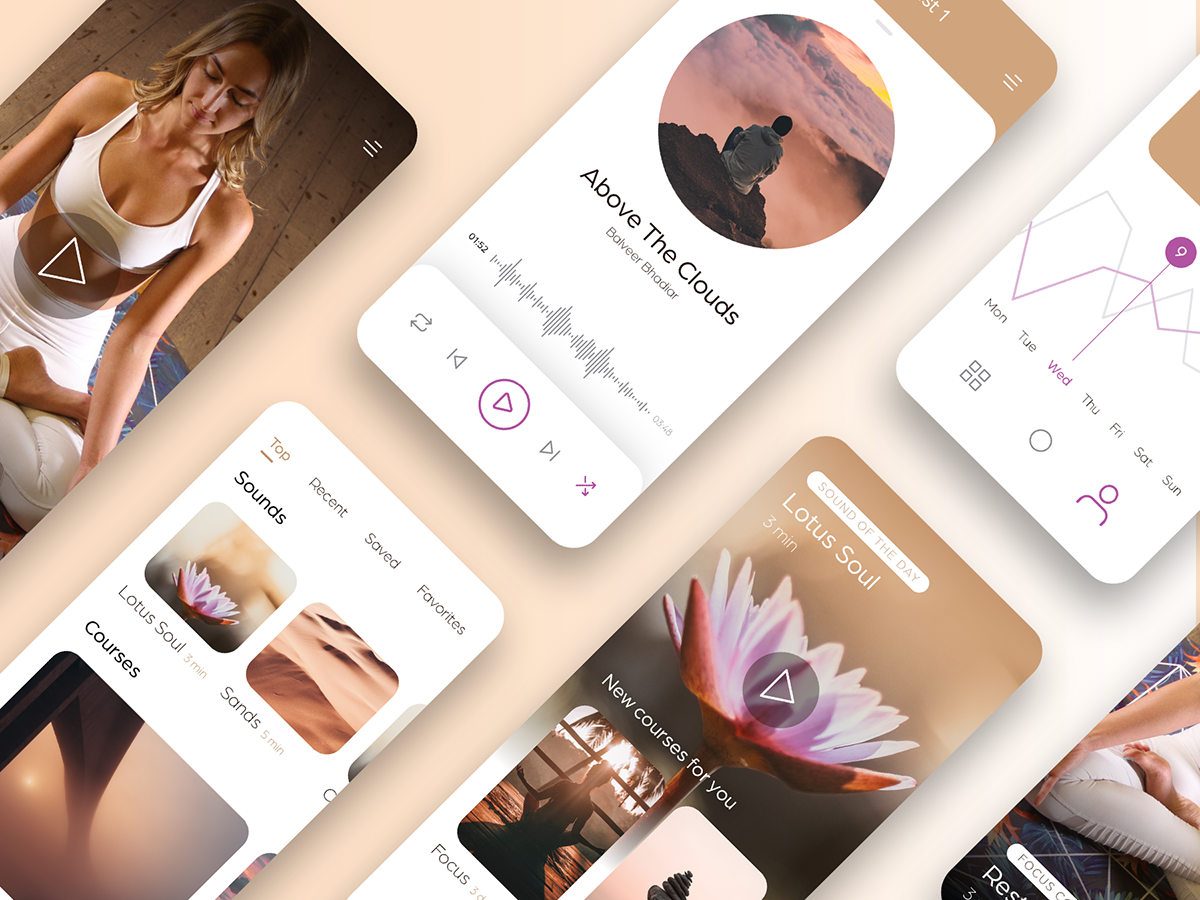 st 1
Above The Clouds
Balveer Bhadiar
01:52
03:48
9
Mon
Tue
Wed
Thu
Fri
Sat
Sun
Top
Recent
Saved
Favorites
Sounds
Lotus Soul 3 min
Sands 5 min
Courses
SOUND OF THE DAY
Lotus Soul
3 min
New courses for you
Focus 3 d
FOCUS CO
Rest
3